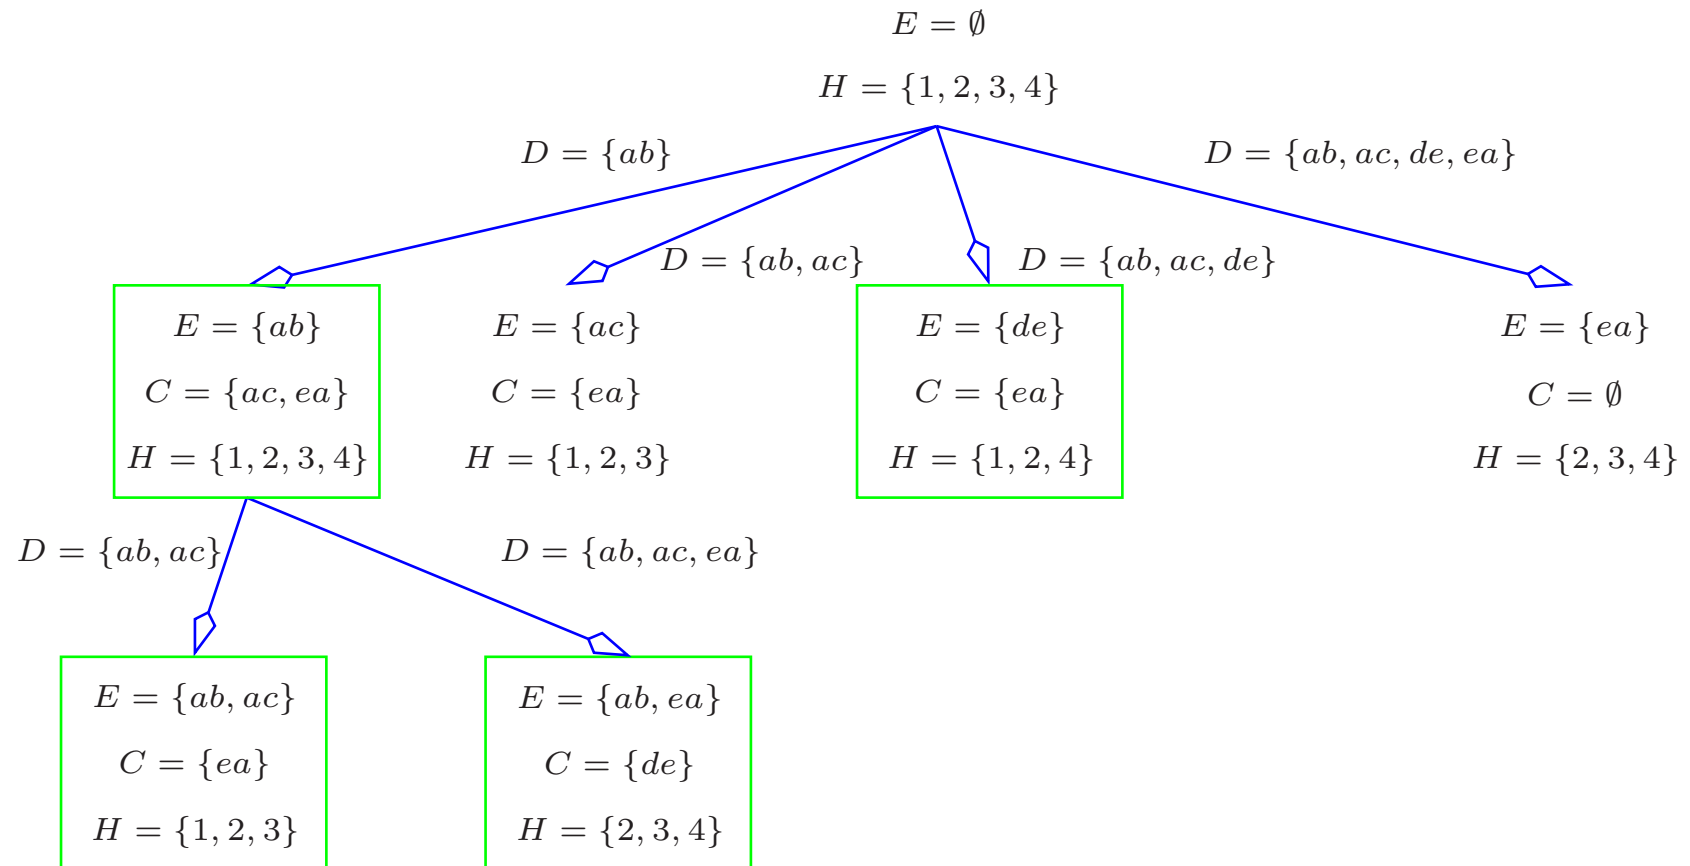 E = ∅
H = {1, 2, 3, 4}
D = {ab}
D = {ab, ac, de, ea}
D = {ab, ac}
D = {ab, ac, de}
E = {ab}
C = {ac, ea}
H = {1, 2, 3, 4}
E = {ac}
C = {ea}
H = {1, 2, 3}
E = {de}
C = {ea}
H = {1, 2, 4}
E = {ea}
C = ∅
H = {2, 3, 4}
D = {ab, ac}
D = {ab, ac, ea}
E = {ab, ac}
C = {ea}
H = {1, 2, 3}
E = {ab, ea}
C = {de}
H = {2, 3, 4}